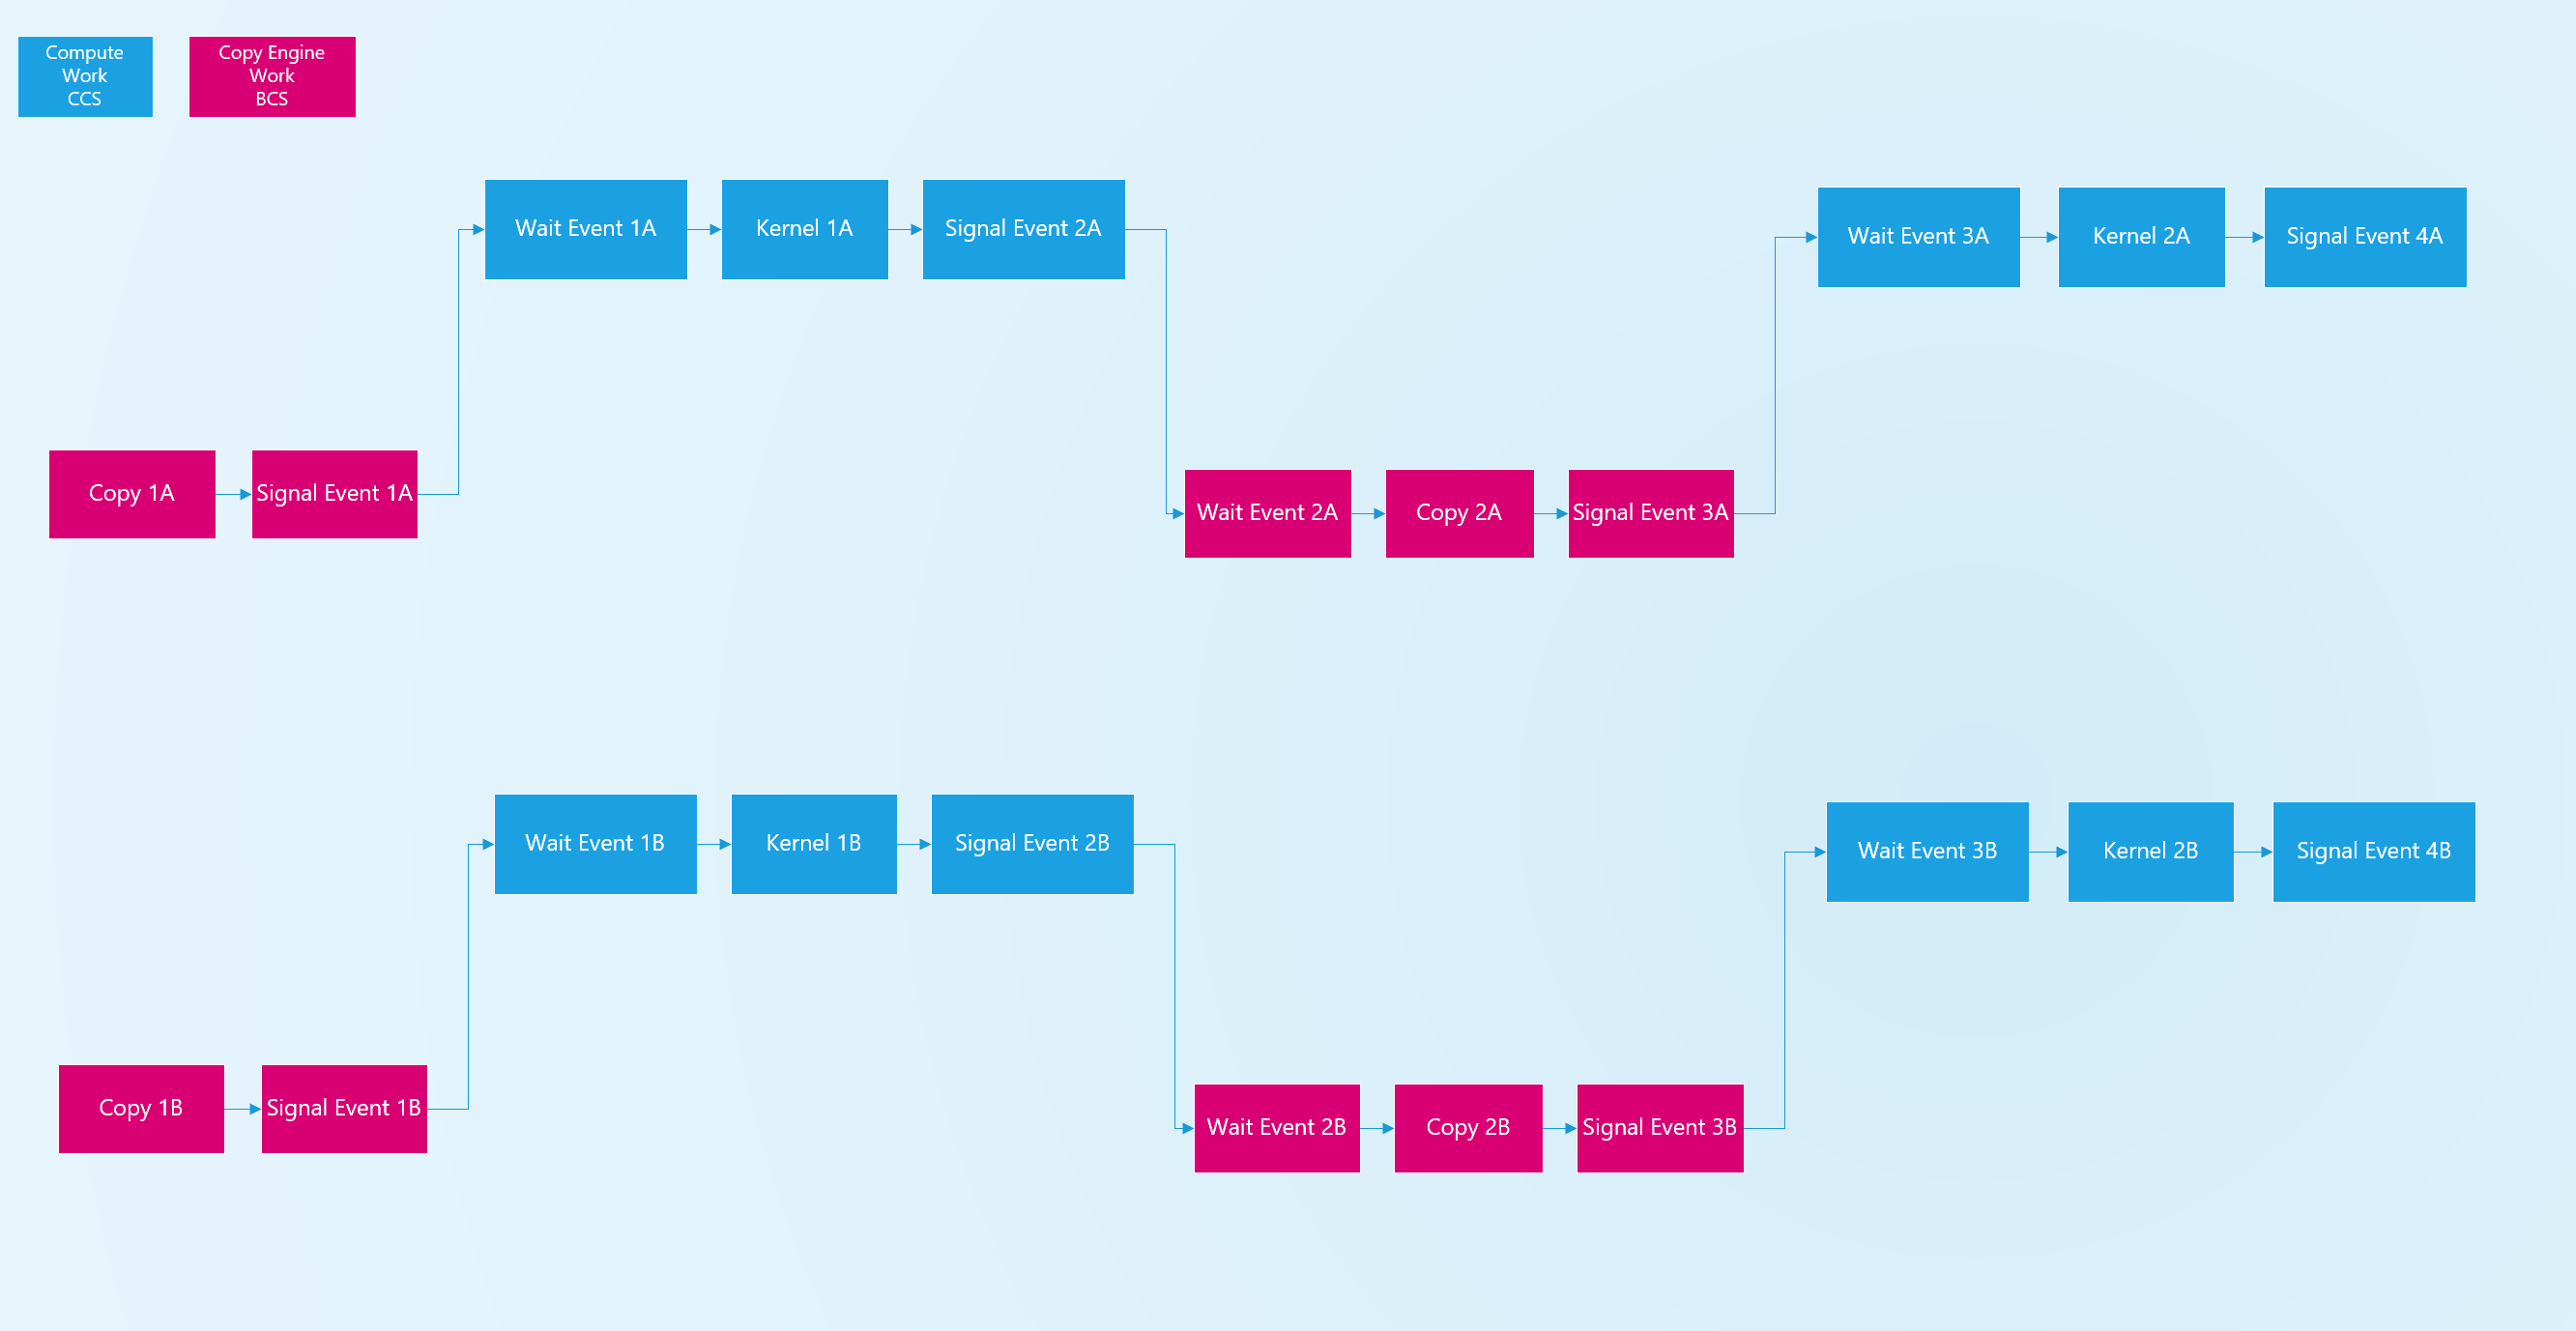 Compute
Work
CCS
Copy Engine
Work
BCS
Wait Event 1A
Kernel 1A
Signal Event 2A
Wait Event 3A
Kernel 2A
Signal Event 4A
Copy 1A
Signal Event 1A
Wait Event 2A
Copy 2A
Signal Event 3A
Wait Event 1B
Kernel 1B
Signal Event 2B
Wait Event 3B
Kernel 2B
Signal Event 4B
Copy 1B
Signal Event 1B
Wait Event 2B
Copy 2B
Signal Event 3B